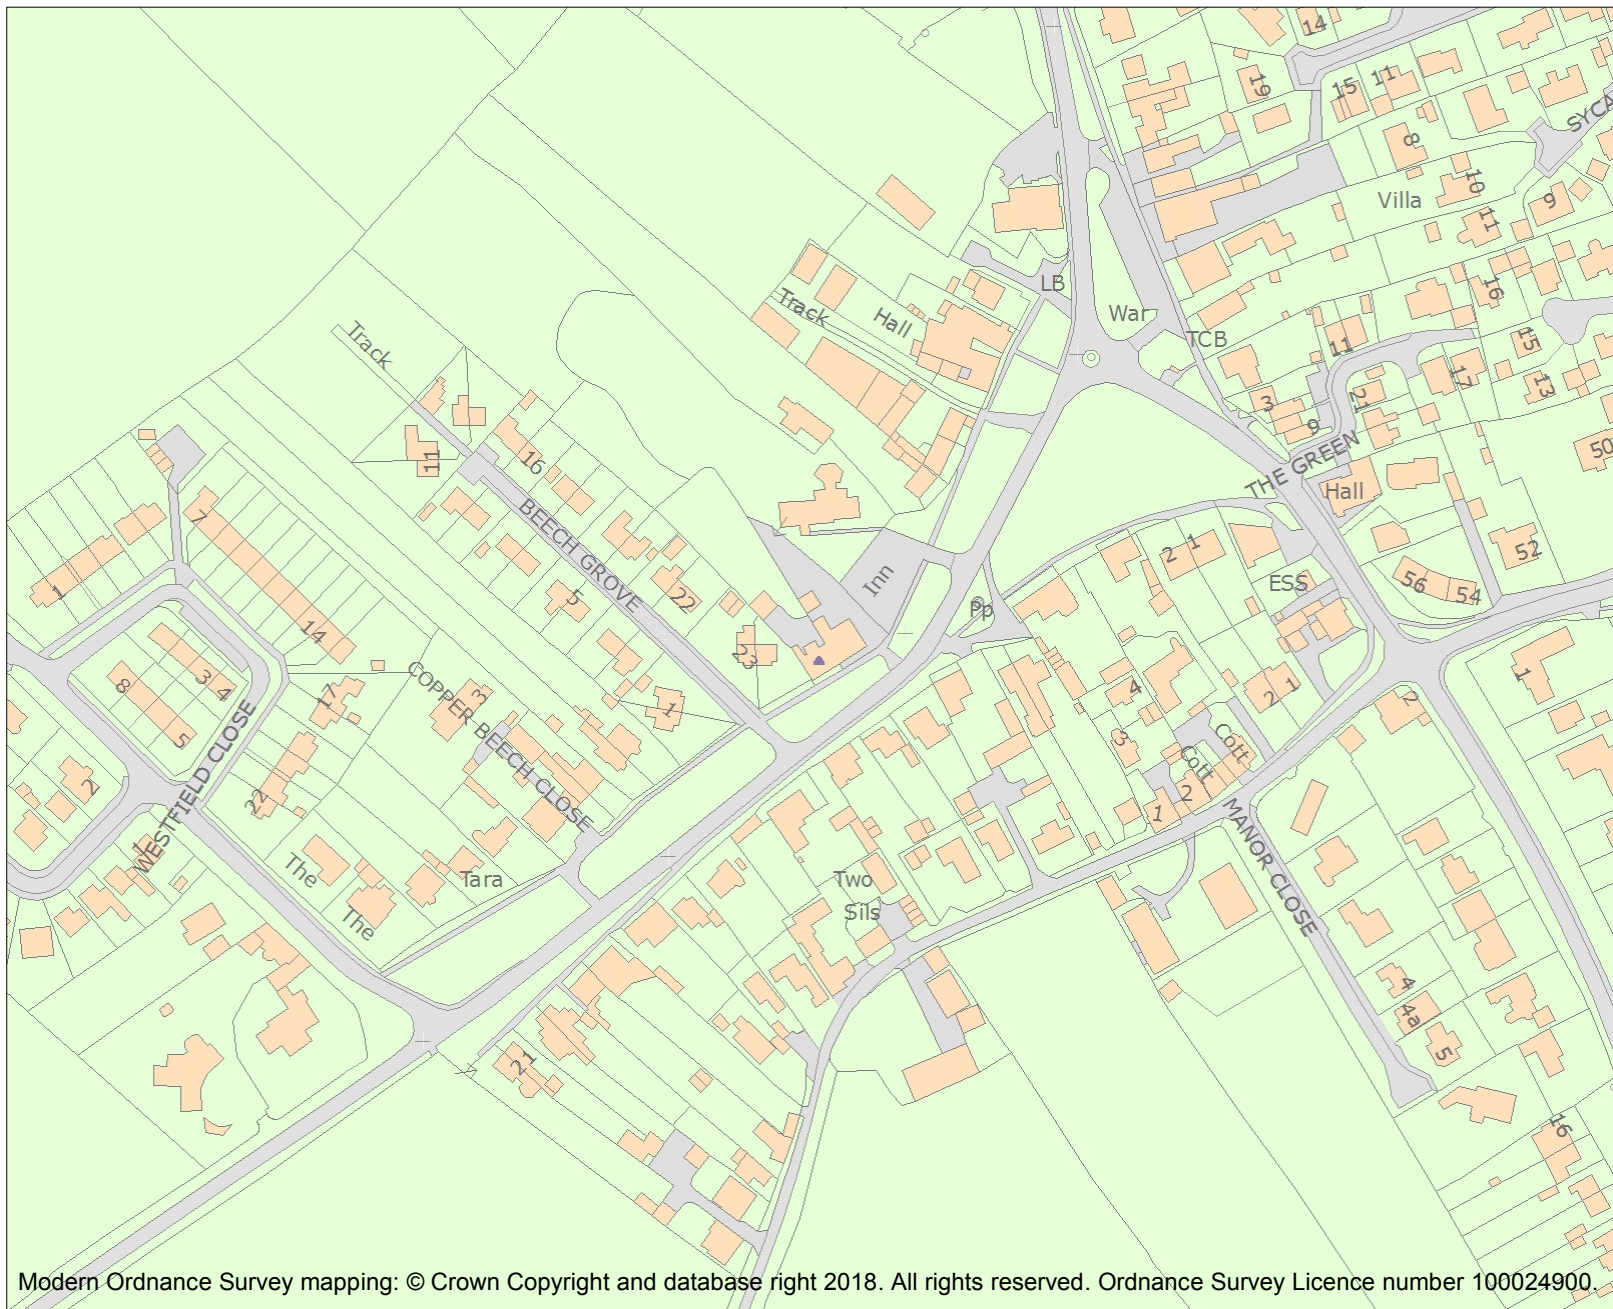 14
19
15
11
SYCA
8
10
Villa
9
11
LB
16
Track
Hall
War
TCB
15
11
Track
17
13
3
21
9
THE GREEN
50
16
11
Hall
7
BEECH GROVE
2 1
52
1
Inn
ESS
56
54
5
22
Pp
14
23
3 4
8
COPPER BEECH CLOSE
3
17
1
4
2 1
1
2
5
WESTFIELD CLOSE
3
Cott
Cott
2
22
2
1
MANOR CLOSE
1
The
Tara
Two
Sils
The
4
4a
5
21
16
Modern Ordnance Survey mapping: © Crown Copyright and database right 2018. All rights reserved. Ordnance Survey Licence number 100024900.